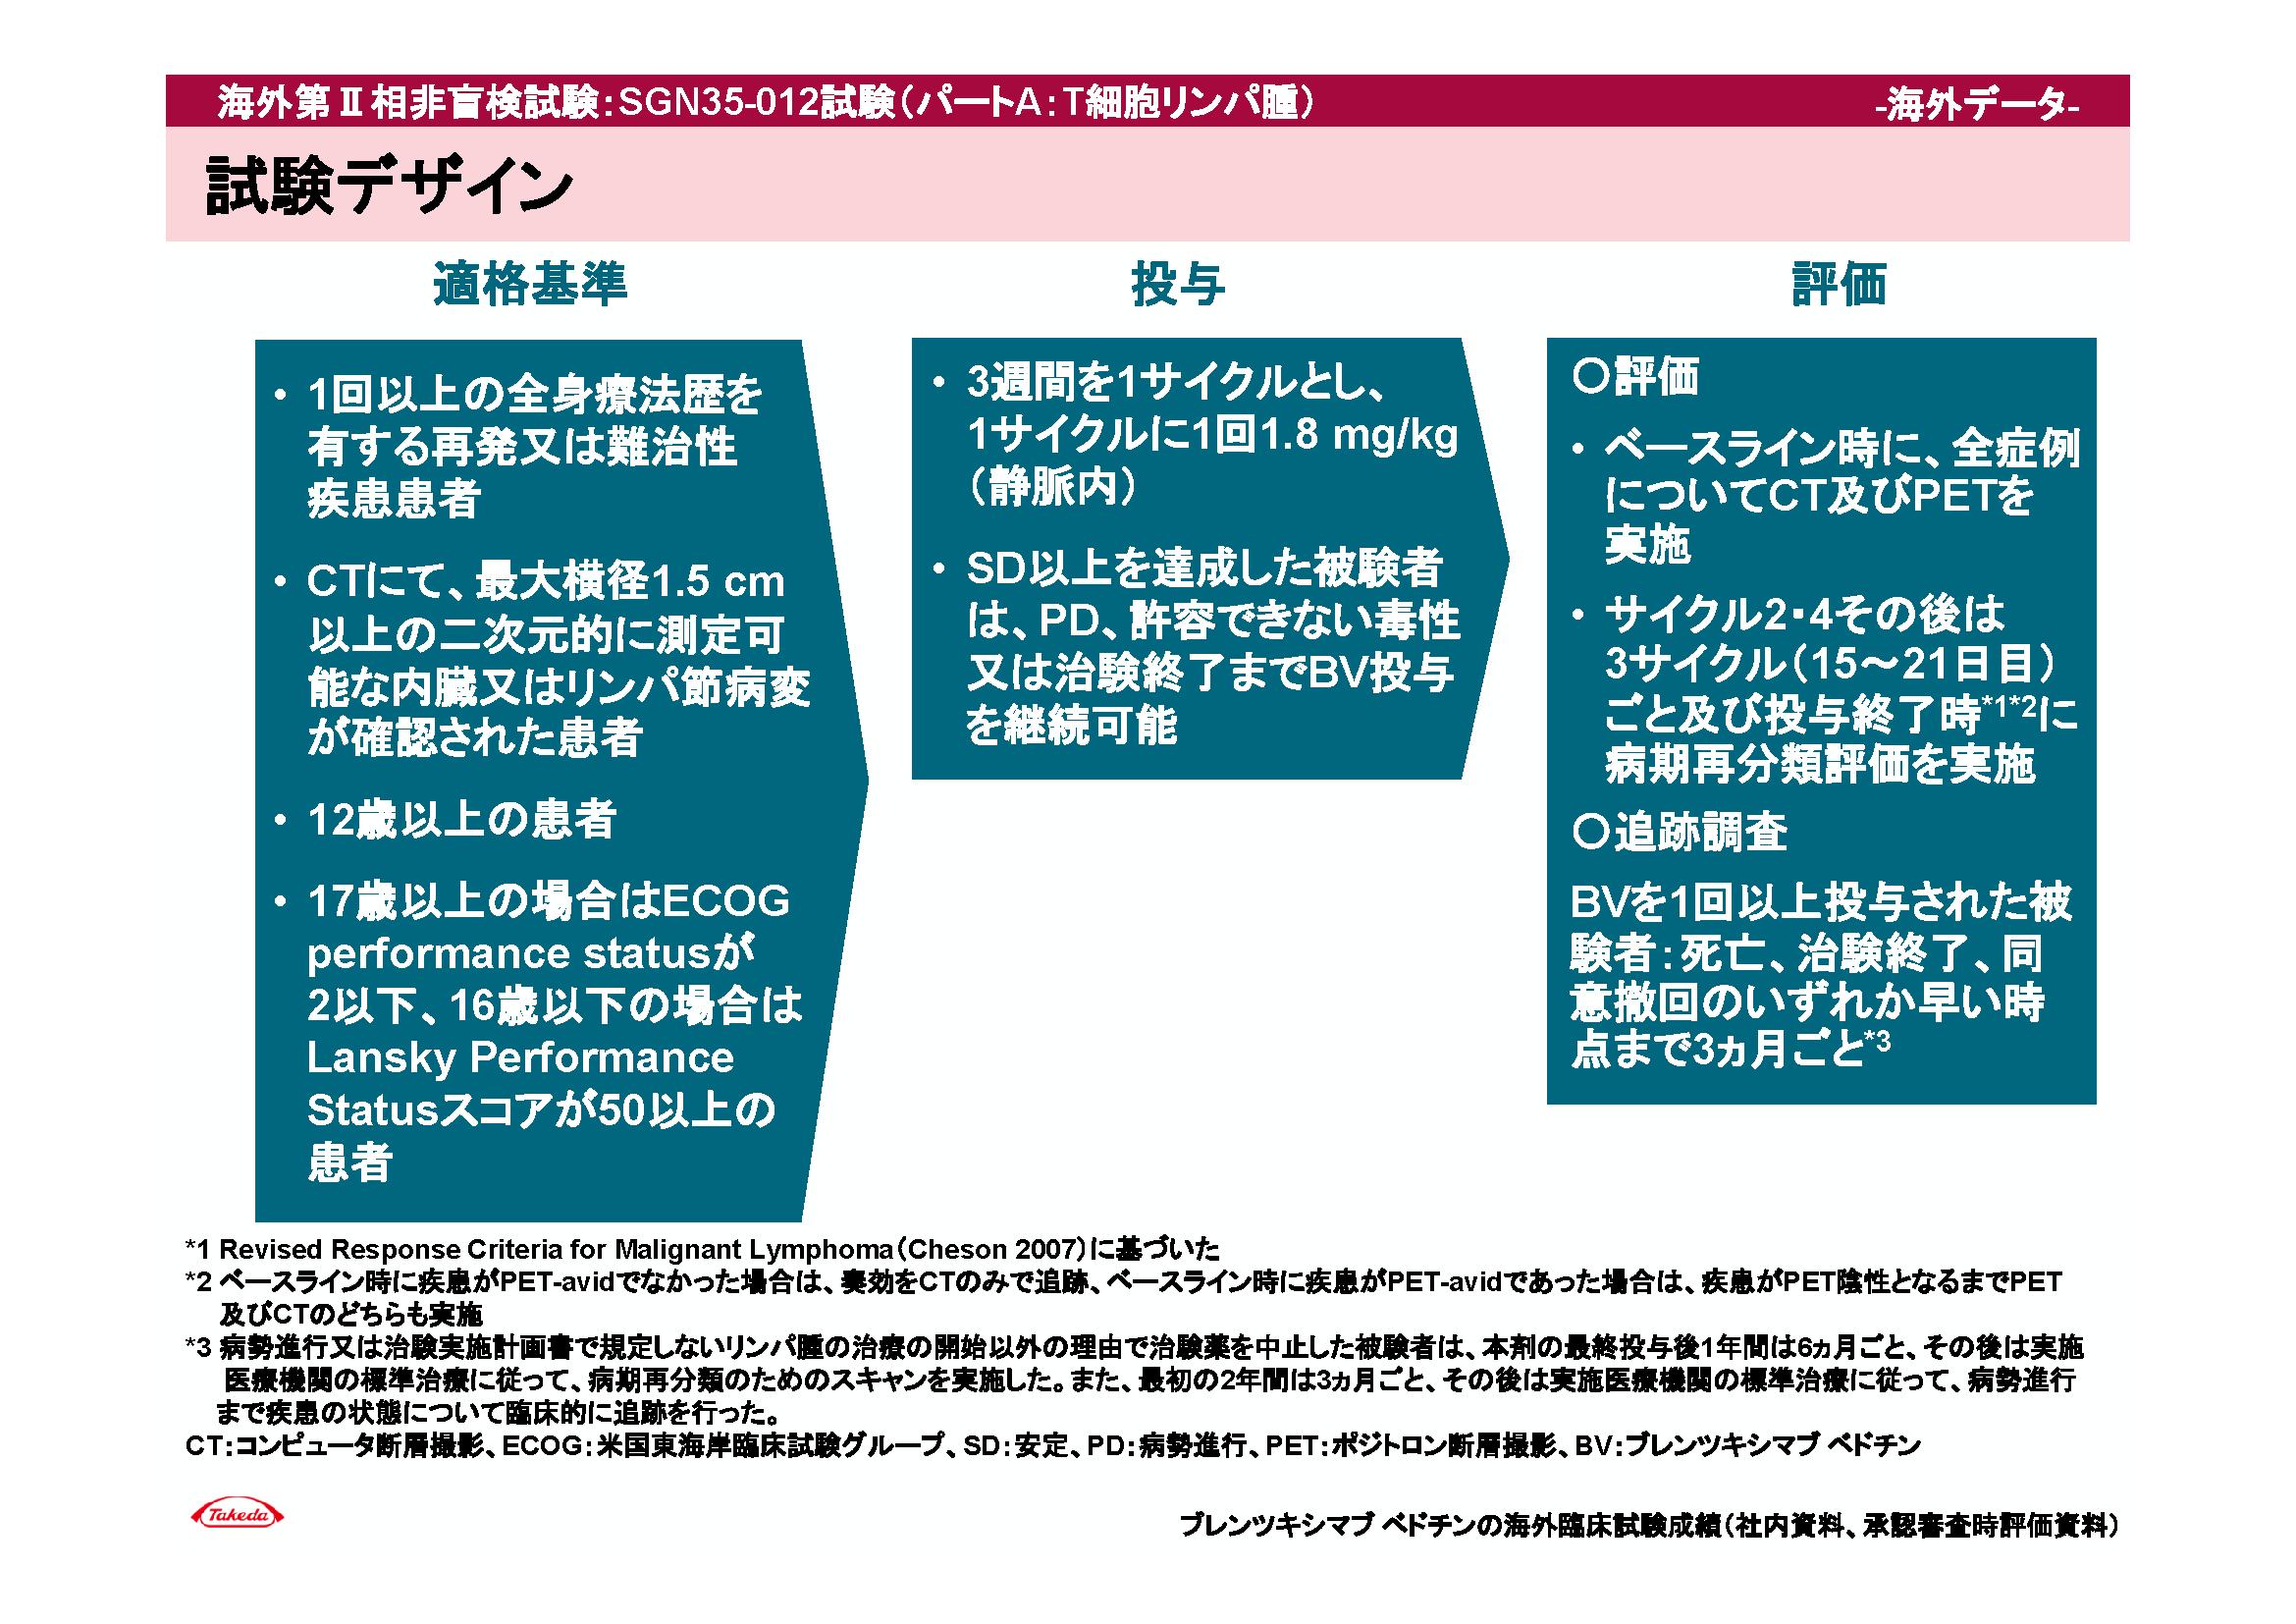 海外第Ⅱ相非盲検試験：SGN35-012試験（パートA：T細胞リンパ腫）
-海外データ-
試験デザイン
適格基準
• 1回以上の全身療法歴を
有する再発又は難治性
疾患患者
• CTにて、最大横径1.5 cm
以上の二次元的に測定可
能な内臓又はリンパ節病変
が確認された患者
• 12歳以上の患者
• 17歳以上の場合はECOG
performance statusが
2以下、16歳以下の場合は
Lansky Performance
Statusスコアが50以上の
患者
投与
• 3週間を1サイクルとし、
1サイクルに1回1.8 mg/kg
（静脈内）
• SD以上を達成した被験者
は、PD、許容できない毒性
又は治験終了までBV投与
を継続可能
評価
〇評価
• ベースライン時に、全症例
についてCT及びPETを
実施
• サイクル2・4その後は
3サイクル（15～21日目）
ごと及び投与終了時*1*2に
病期再分類評価を実施
〇追跡調査
BVを1回以上投与された被
験者：死亡、治験終了、同
意撤回のいずれか早い時
点まで3ヵ月ごと*3
*1 Revised Response Criteria for Malignant Lymphoma（Cheson 2007）に基づいた
*2 ベースライン時に疾患がPET-avidでなかった場合は、奏効をCTのみで追跡、ベースライン時に疾患がPET-avidであった場合は、疾患がPET陰性となるまでPET
及びCTのどちらも実施
*3 病勢進行又は治験実施計画書で規定しないリンパ腫の治療の開始以外の理由で治験薬を中止した被験者は、本剤の最終投与後1年間は6ヵ月ごと、その後は実施
医療機関の標準治療に従って、病期再分類のためのスキャンを実施した。また、最初の2年間は3ヵ月ごと、その後は実施医療機関の標準治療に従って、病勢進行
まで疾患の状態について臨床的に追跡を行った。
CT：コンピュータ断層撮影、ECOG：米国東海岸臨床試験グループ、SD：安定、PD：病勢進行、PET：ポジトロン断層撮影、BV：ブレンツキシマブ ベドチン
Takeda
ブレンツキシマブ ベドチンの海外臨床試験成績（社内資料、承認審査時評価資料）